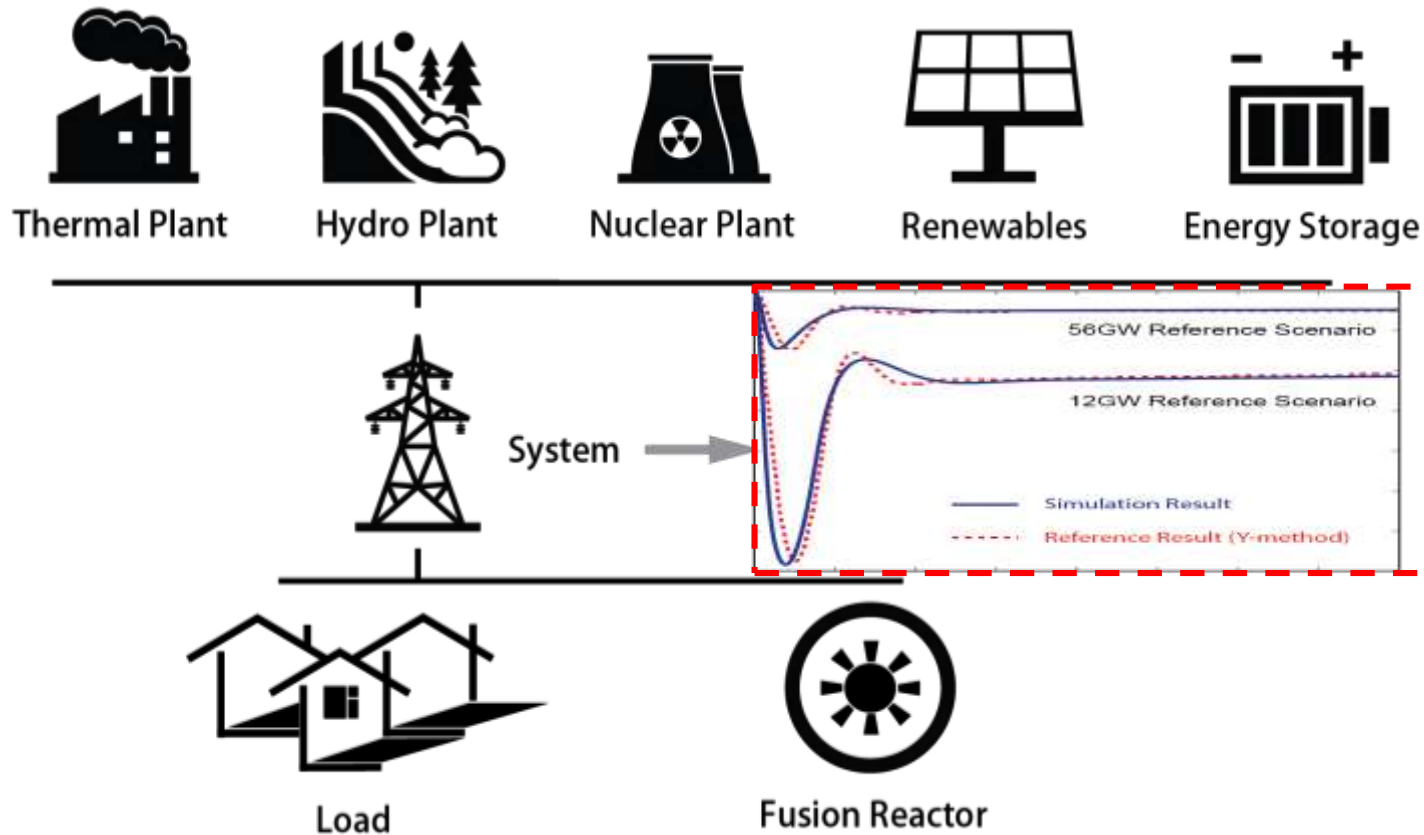 Thermal Plant
Hydro Plant
Nuclear Plant
Renewables
Energy Storage
56GW Reference Scenario
12GW Reference Scenario
System
Simulation Result
Reference Result (Y-method)
Load
Fusion Reactor